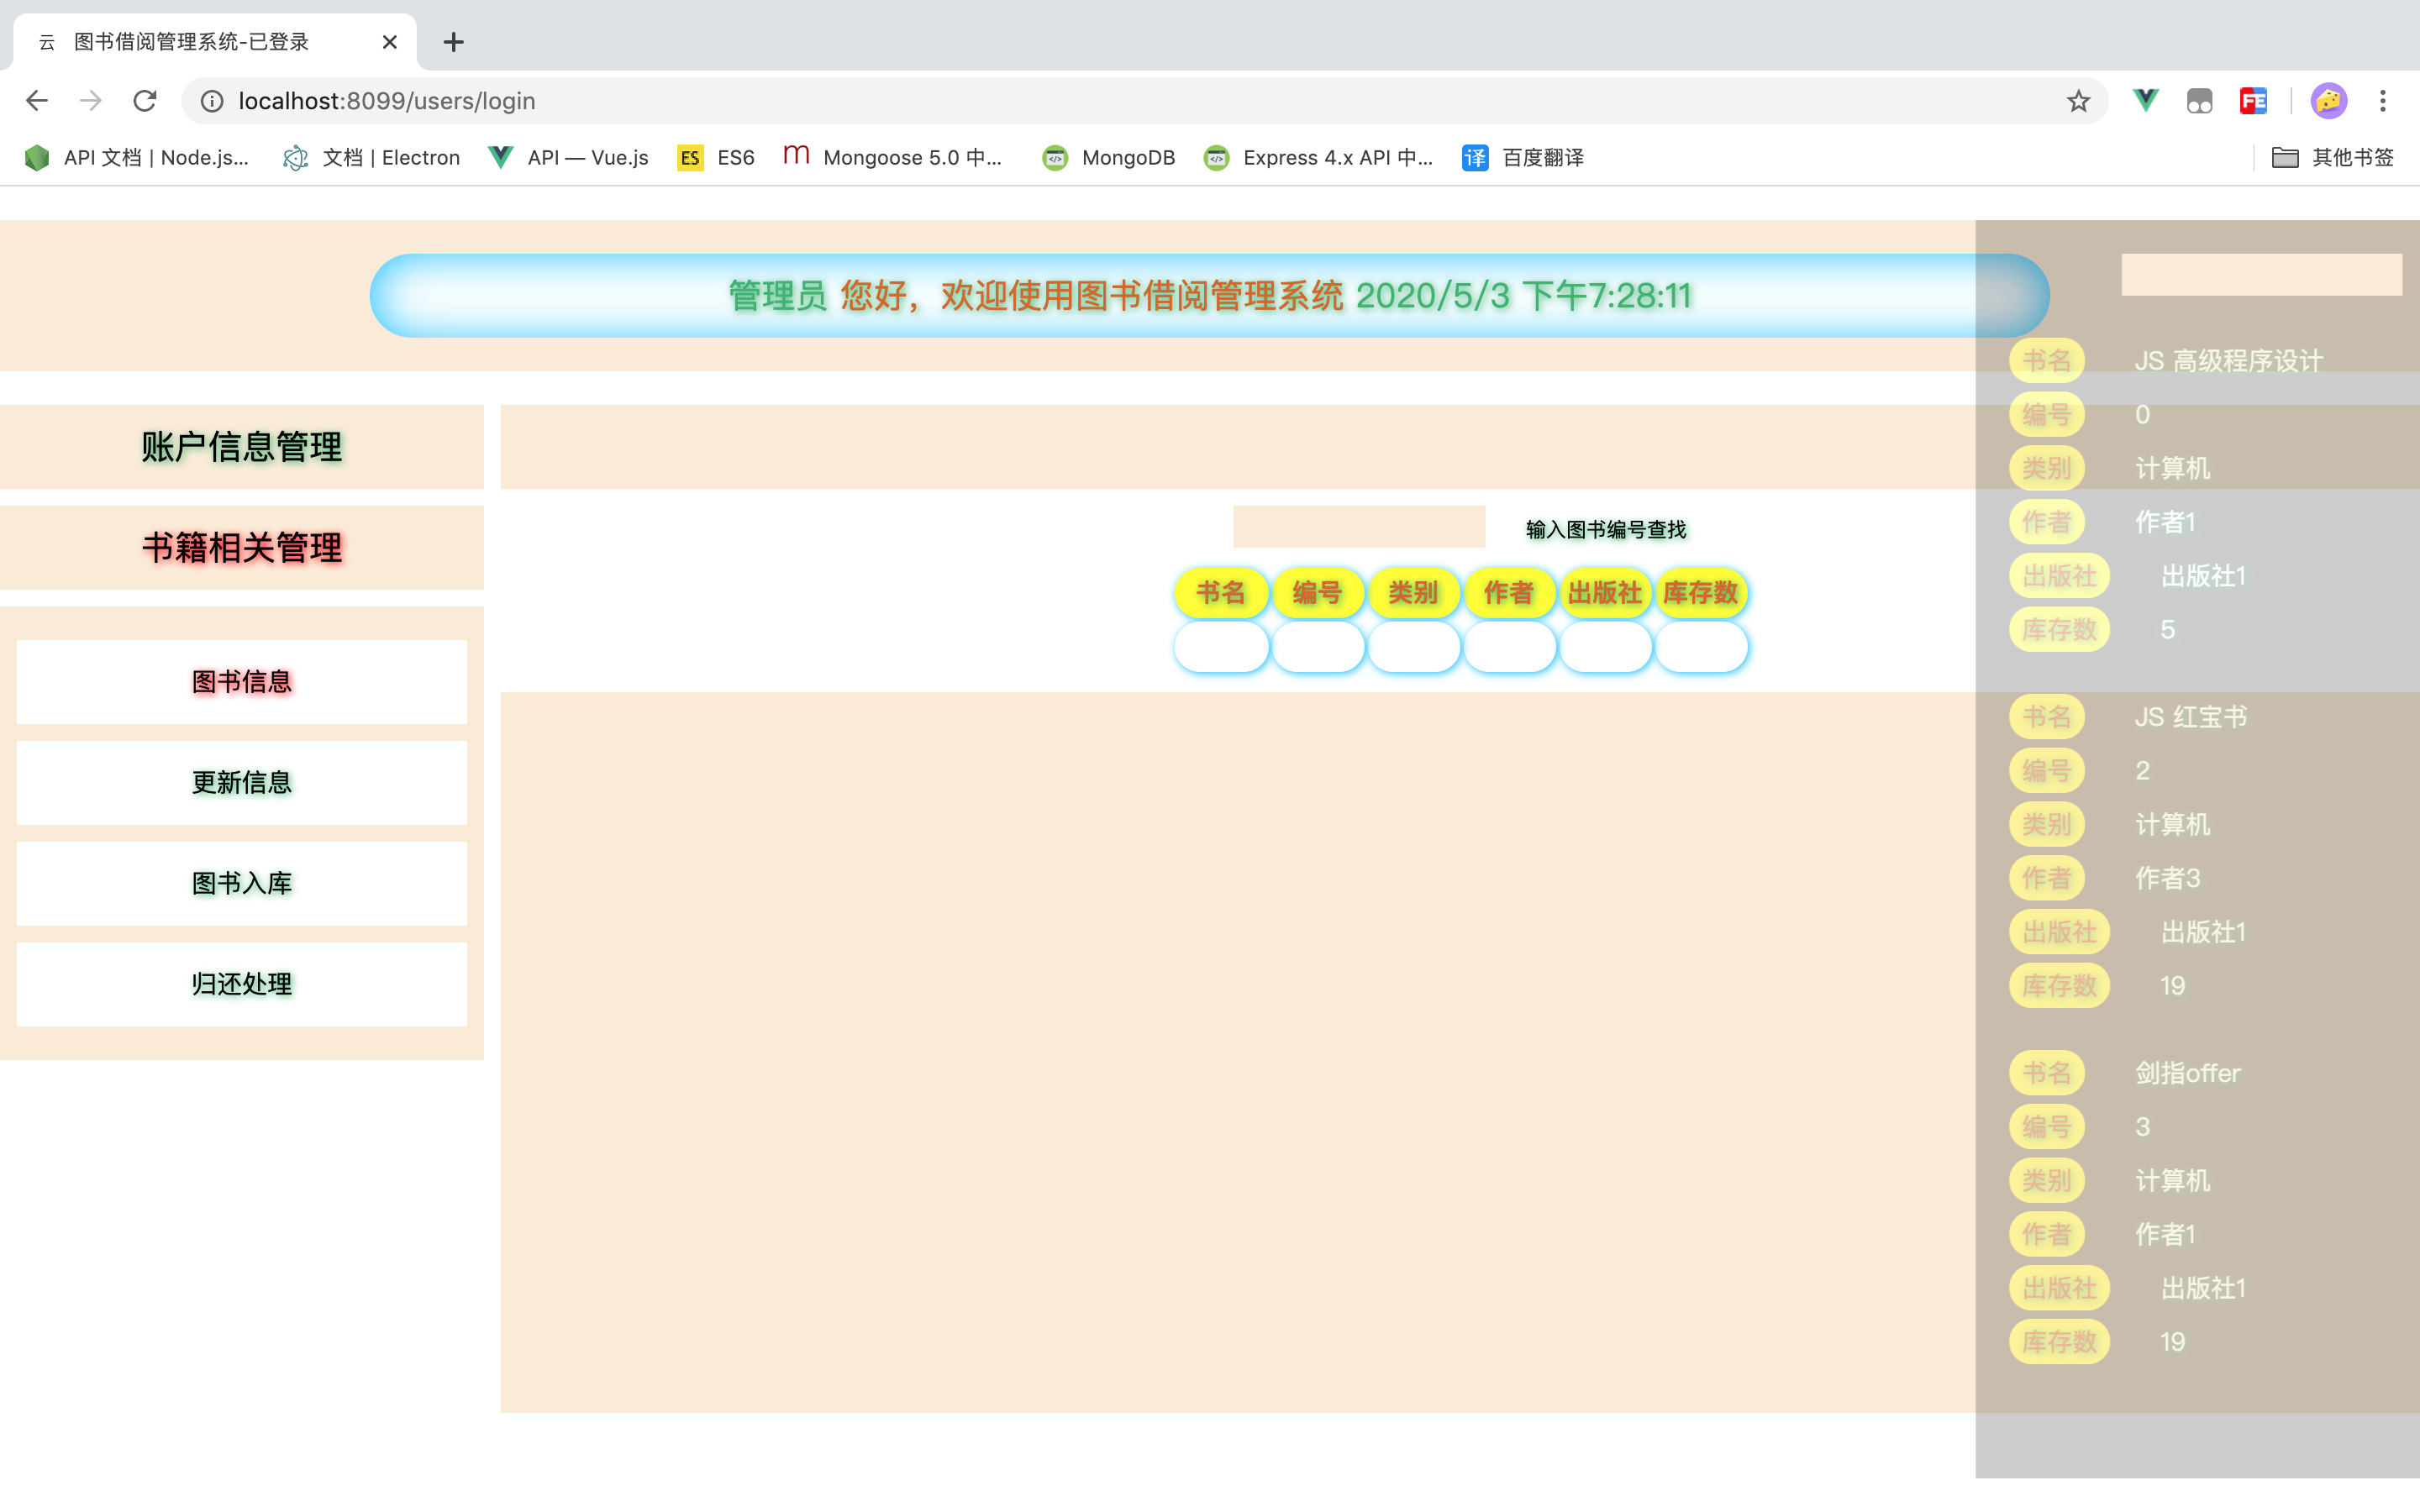 云 图书借阅管理系统-已登录
localhost:8099/users/login
API 文档 | Node.js... 文档 | Electron API — Vue.js ES ES6 m Mongoose 5.0 中... MongoDB Express 4.x API 中... 译 百度翻译 其他书签
FE
管理员 您好，欢迎使用图书借阅管理系统 2020/5/3 下午7:28:11
账户信息管理
书籍相关管理
图书信息
更新信息
图书入库
归还处理
输入图书编号查找
书名 编号 类别 作者 出版社 库存数
书名 JS 高级程序设计
编号 0
类别 计算机
作者 作者1
出版社 出版社1
库存数 5
书名 JS 红宝书
编号 2
类别 计算机
作者 作者3
出版社 出版社1
库存数 19
书名 剑指offer
编号 3
类别 计算机
作者 作者1
出版社 出版社1
库存数 19